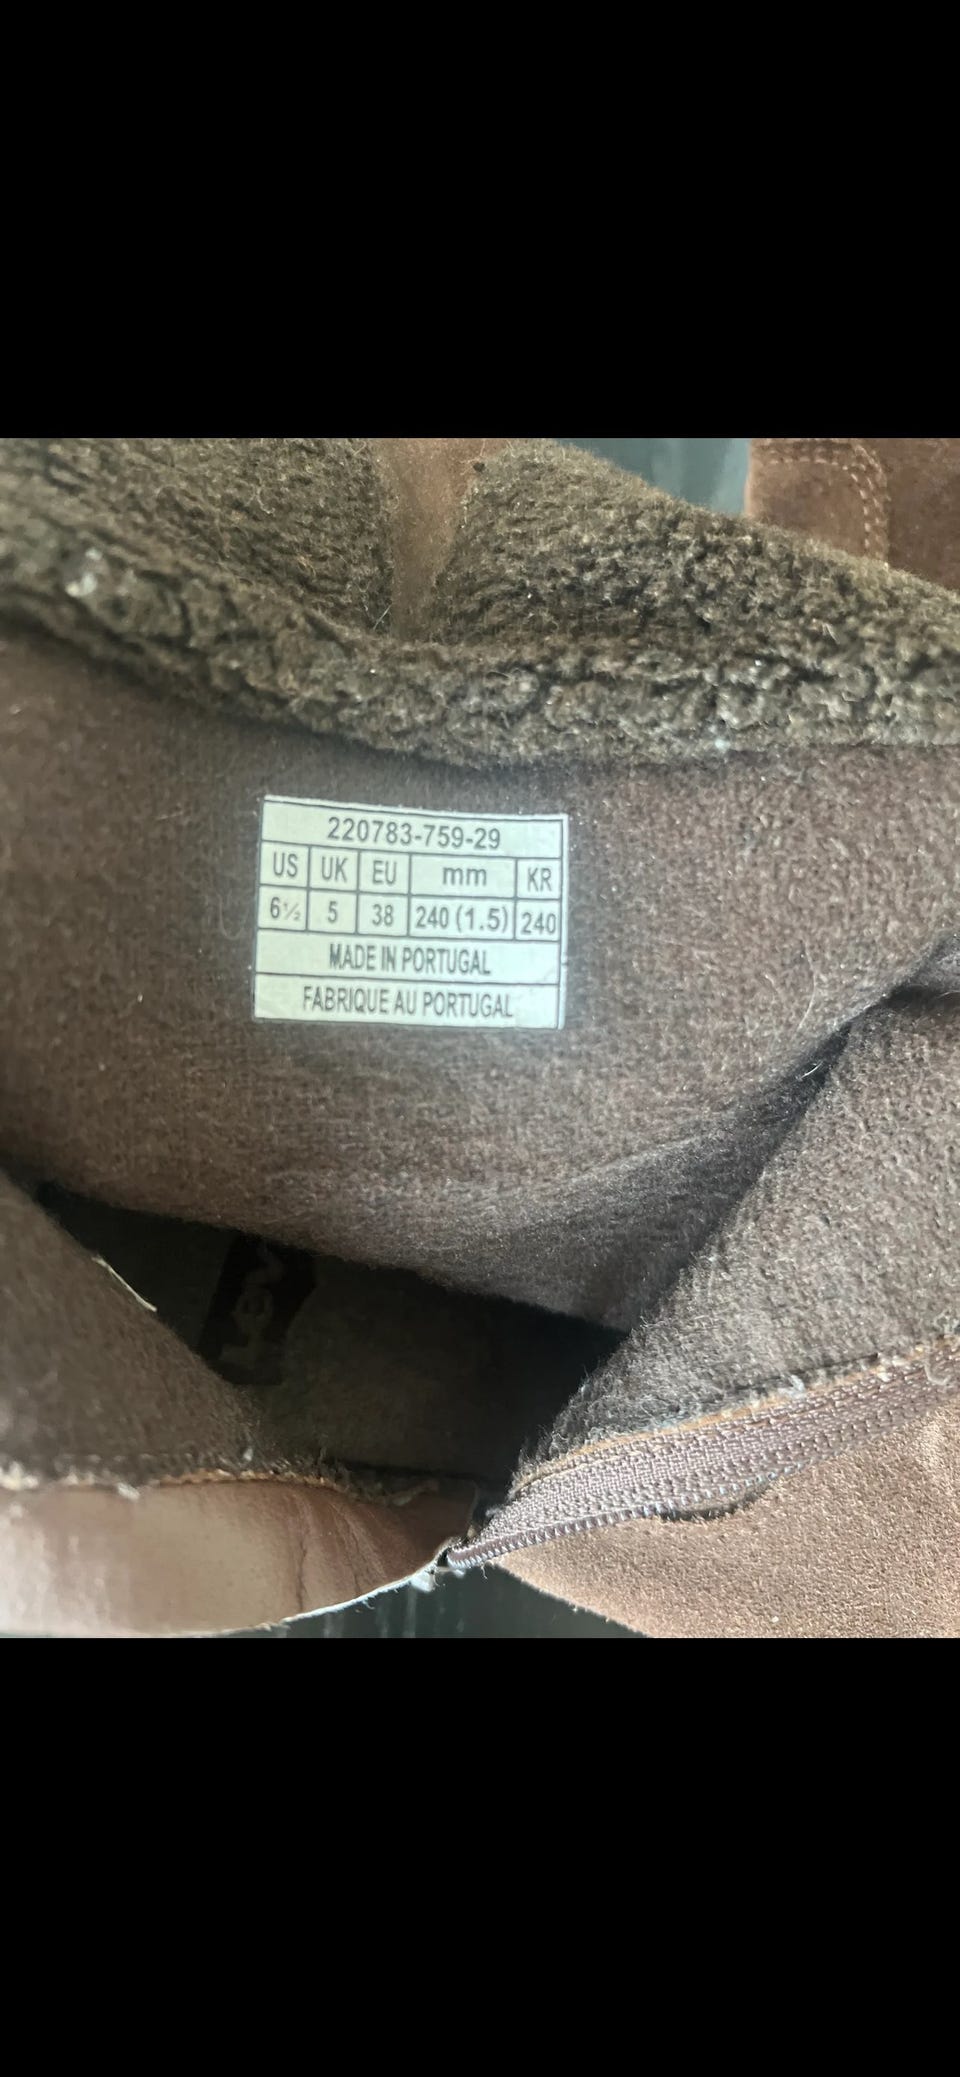 220783-759-29
US UK EU mm KR
6½ 5 38 240 (1.5) 240
MADE IN PORTUGAL
FABRIQUE AU PORTUGAL